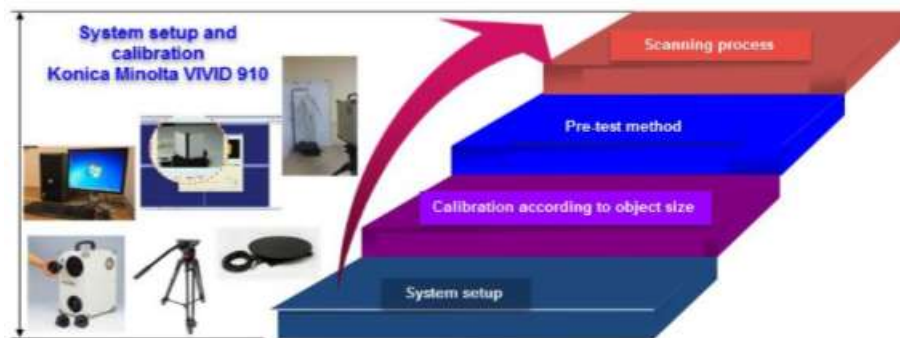 System setup and
calibration
Konica Minolta VIVID 910
Scanning process
Pre-test method
Calibration according to object size
System setup